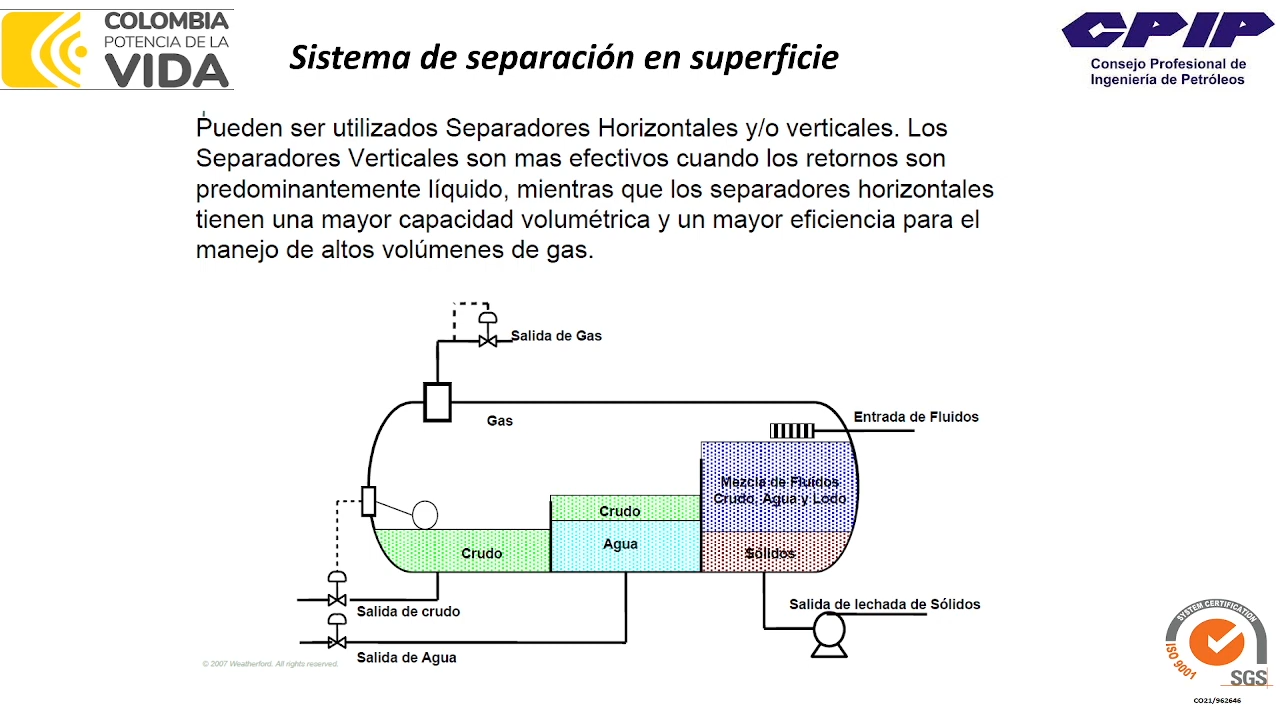 COLOMBIA
POTENCIA DE LA
VIDA
Sistema de separación en superficie
CPIP
Consejo Profesional de
Ingeniería de Petróleos
Pueden ser utilizados Separadores Horizontales y/o verticales. Los
Separadores Verticales son mas efectivos cuando los retornos son
predominantemente líquido, mientras que los separadores horizontales
tienen una mayor capacidad volumétrica y un mayor eficiencia para el
manejo de altos volúmenes de gas.
Salida de Gas
Gas
Entrada de Fluidos
Mezcla de Fluidos
Crudo, Agua y Lodo
Crudo
Agua
Crudo
Sólidos
Salida de crudo
Salida de lechada de Sólidos
Salida de Agua
© 2007 Weatherford. All rights reserved.
SYSTEM CERTIFICATION
ISO 9001
SGS
CO21/962646